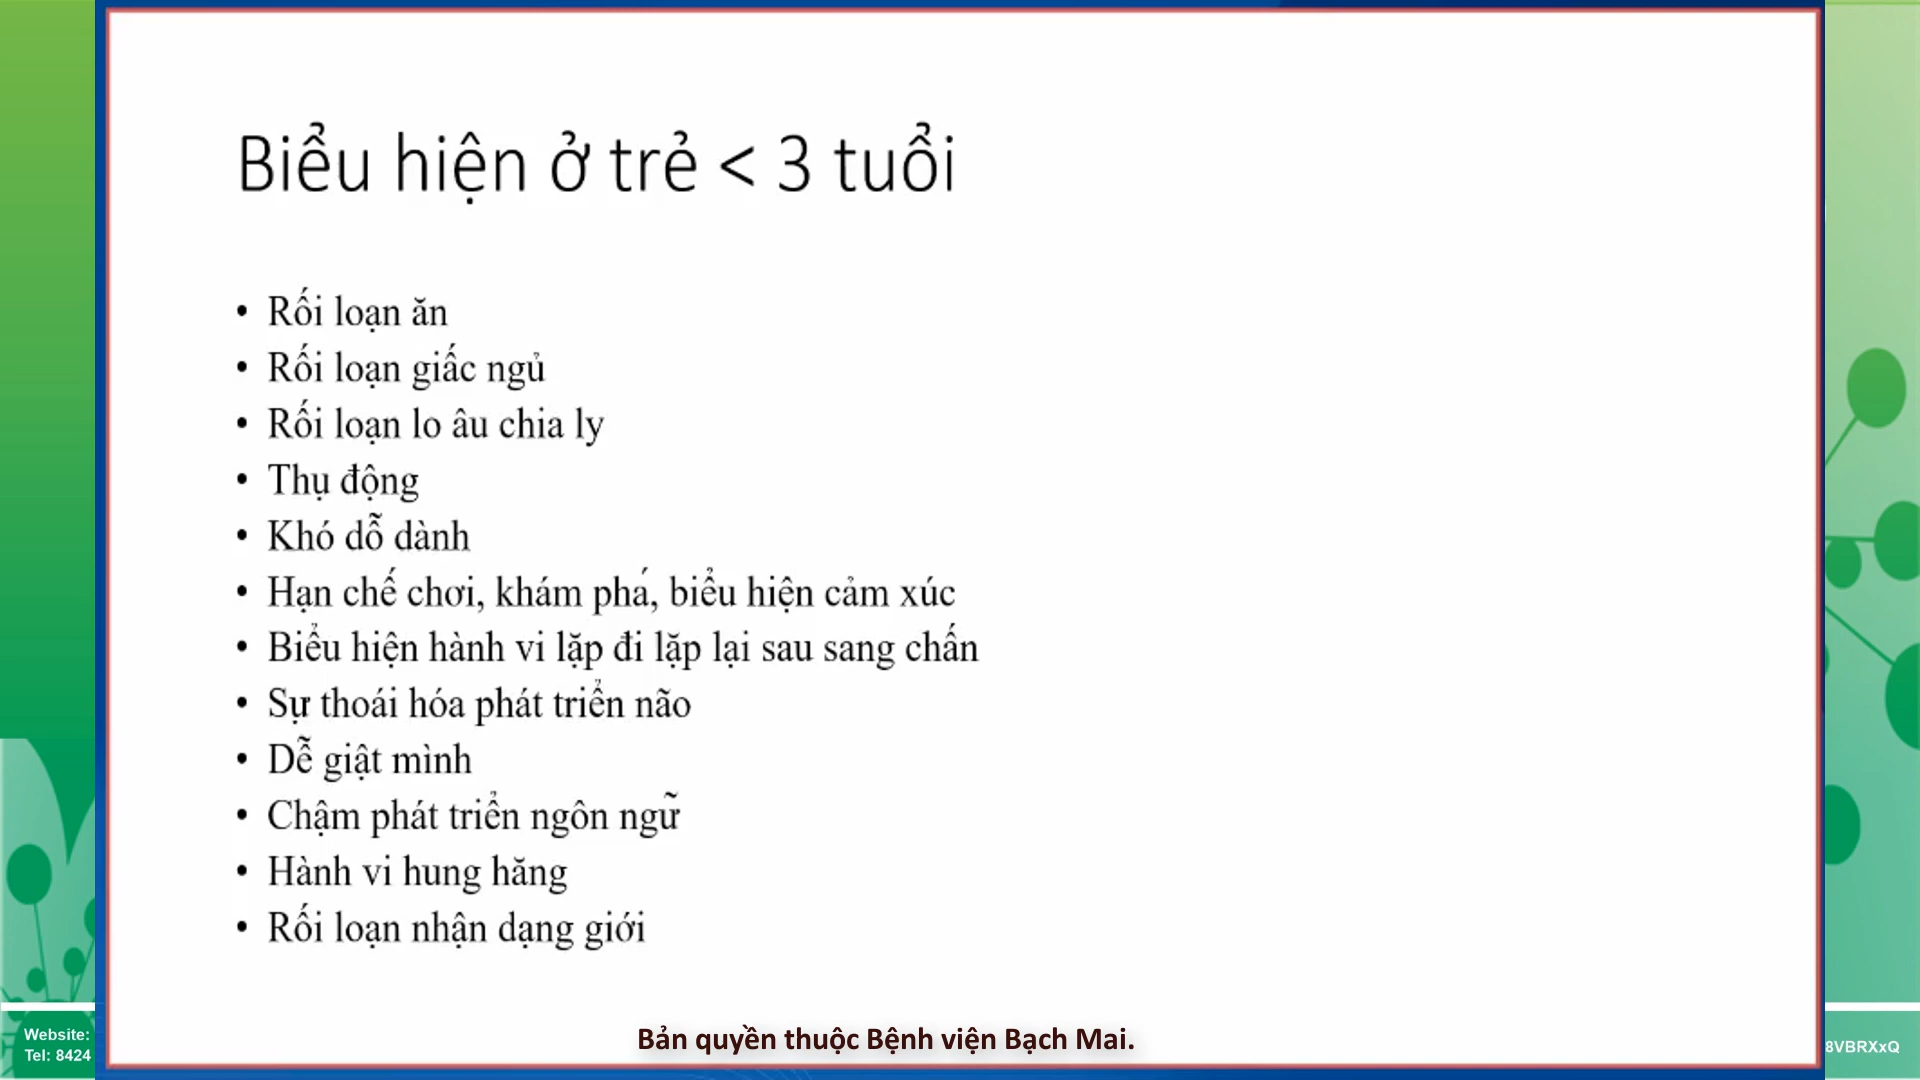 Biểu hiện ở trẻ < 3 tuổi
• Rối loạn ăn
• Rối loạn giấc ngủ
• Rối loạn lo âu chia ly
• Thụ động
• Khó dỗ dành
• Hạn chế chơi, khám phá, biểu hiện cảm xúc
• Biểu hiện hành vi lặp đi lặp lại sau sang chấn
• Sự thoái hóa phát triển não
• Dễ giật mình
• Chậm phát triển ngôn ngữ
• Hành vi hung hăng
• Rối loạn nhận dạng giới
Bản quyền thuộc Bệnh viện Bạch Mai.
Website:
Tel: 8424
8VBRXxQ